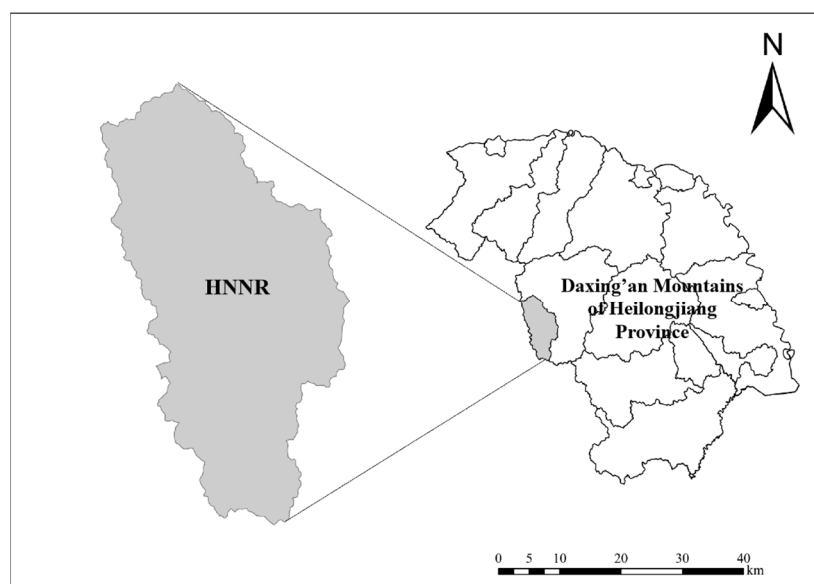 N
HNNR
Daxing’an Mountains
of Heilongjiang
Province
0 5 10 20 30 40
km